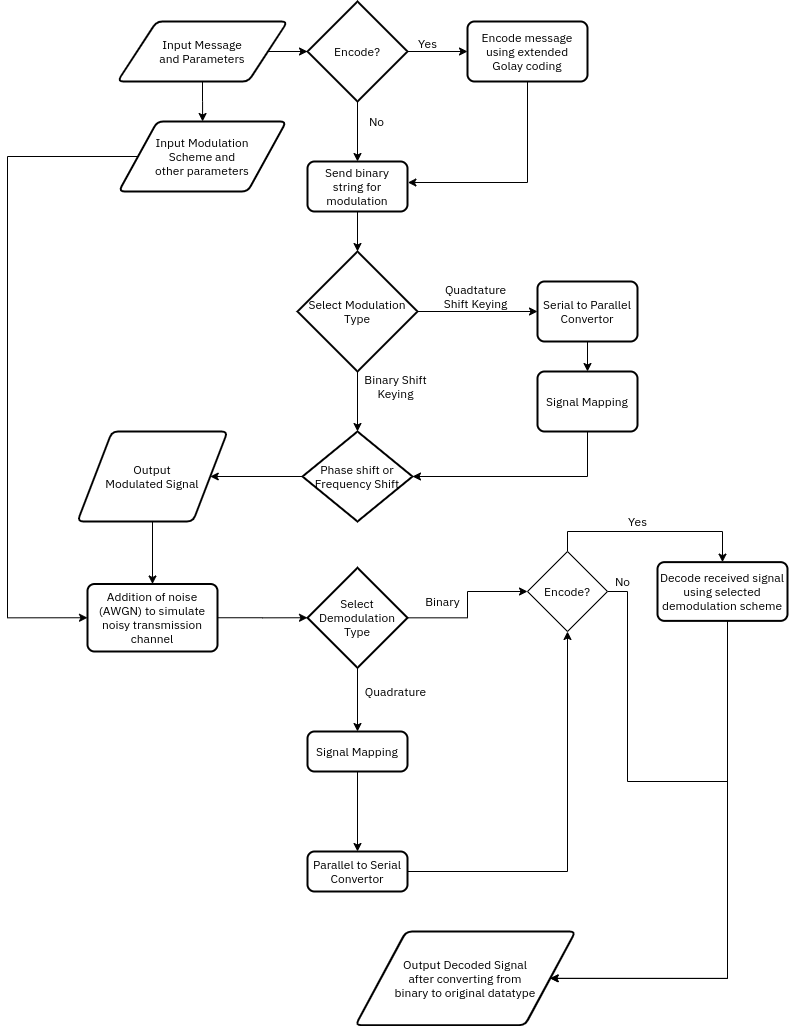 Input Message
and Parameters
Encode?
Yes
Encode message
using extended
Golay coding
No
Input Modulation
Scheme and
other parameters
Send binary
string for
modulation
Select Modulation
Type
Quadtature
Shift Keying
Serial to Parallel
Convertor
Binary Shift
Keying
Signal Mapping
Phase shift or
Frequency Shift
Output
Modulated Signal
Addition of noise
(AWGN) to simulate
noisy transmission
channel
Select
Demodulation
Type
Binary
Encode?
Yes
No
Decode received signal
using selected
demodulation scheme
Quadrature
Signal Mapping
Parallel to Serial
Convertor
Output Decoded Signal
after converting from
binary to original datatype